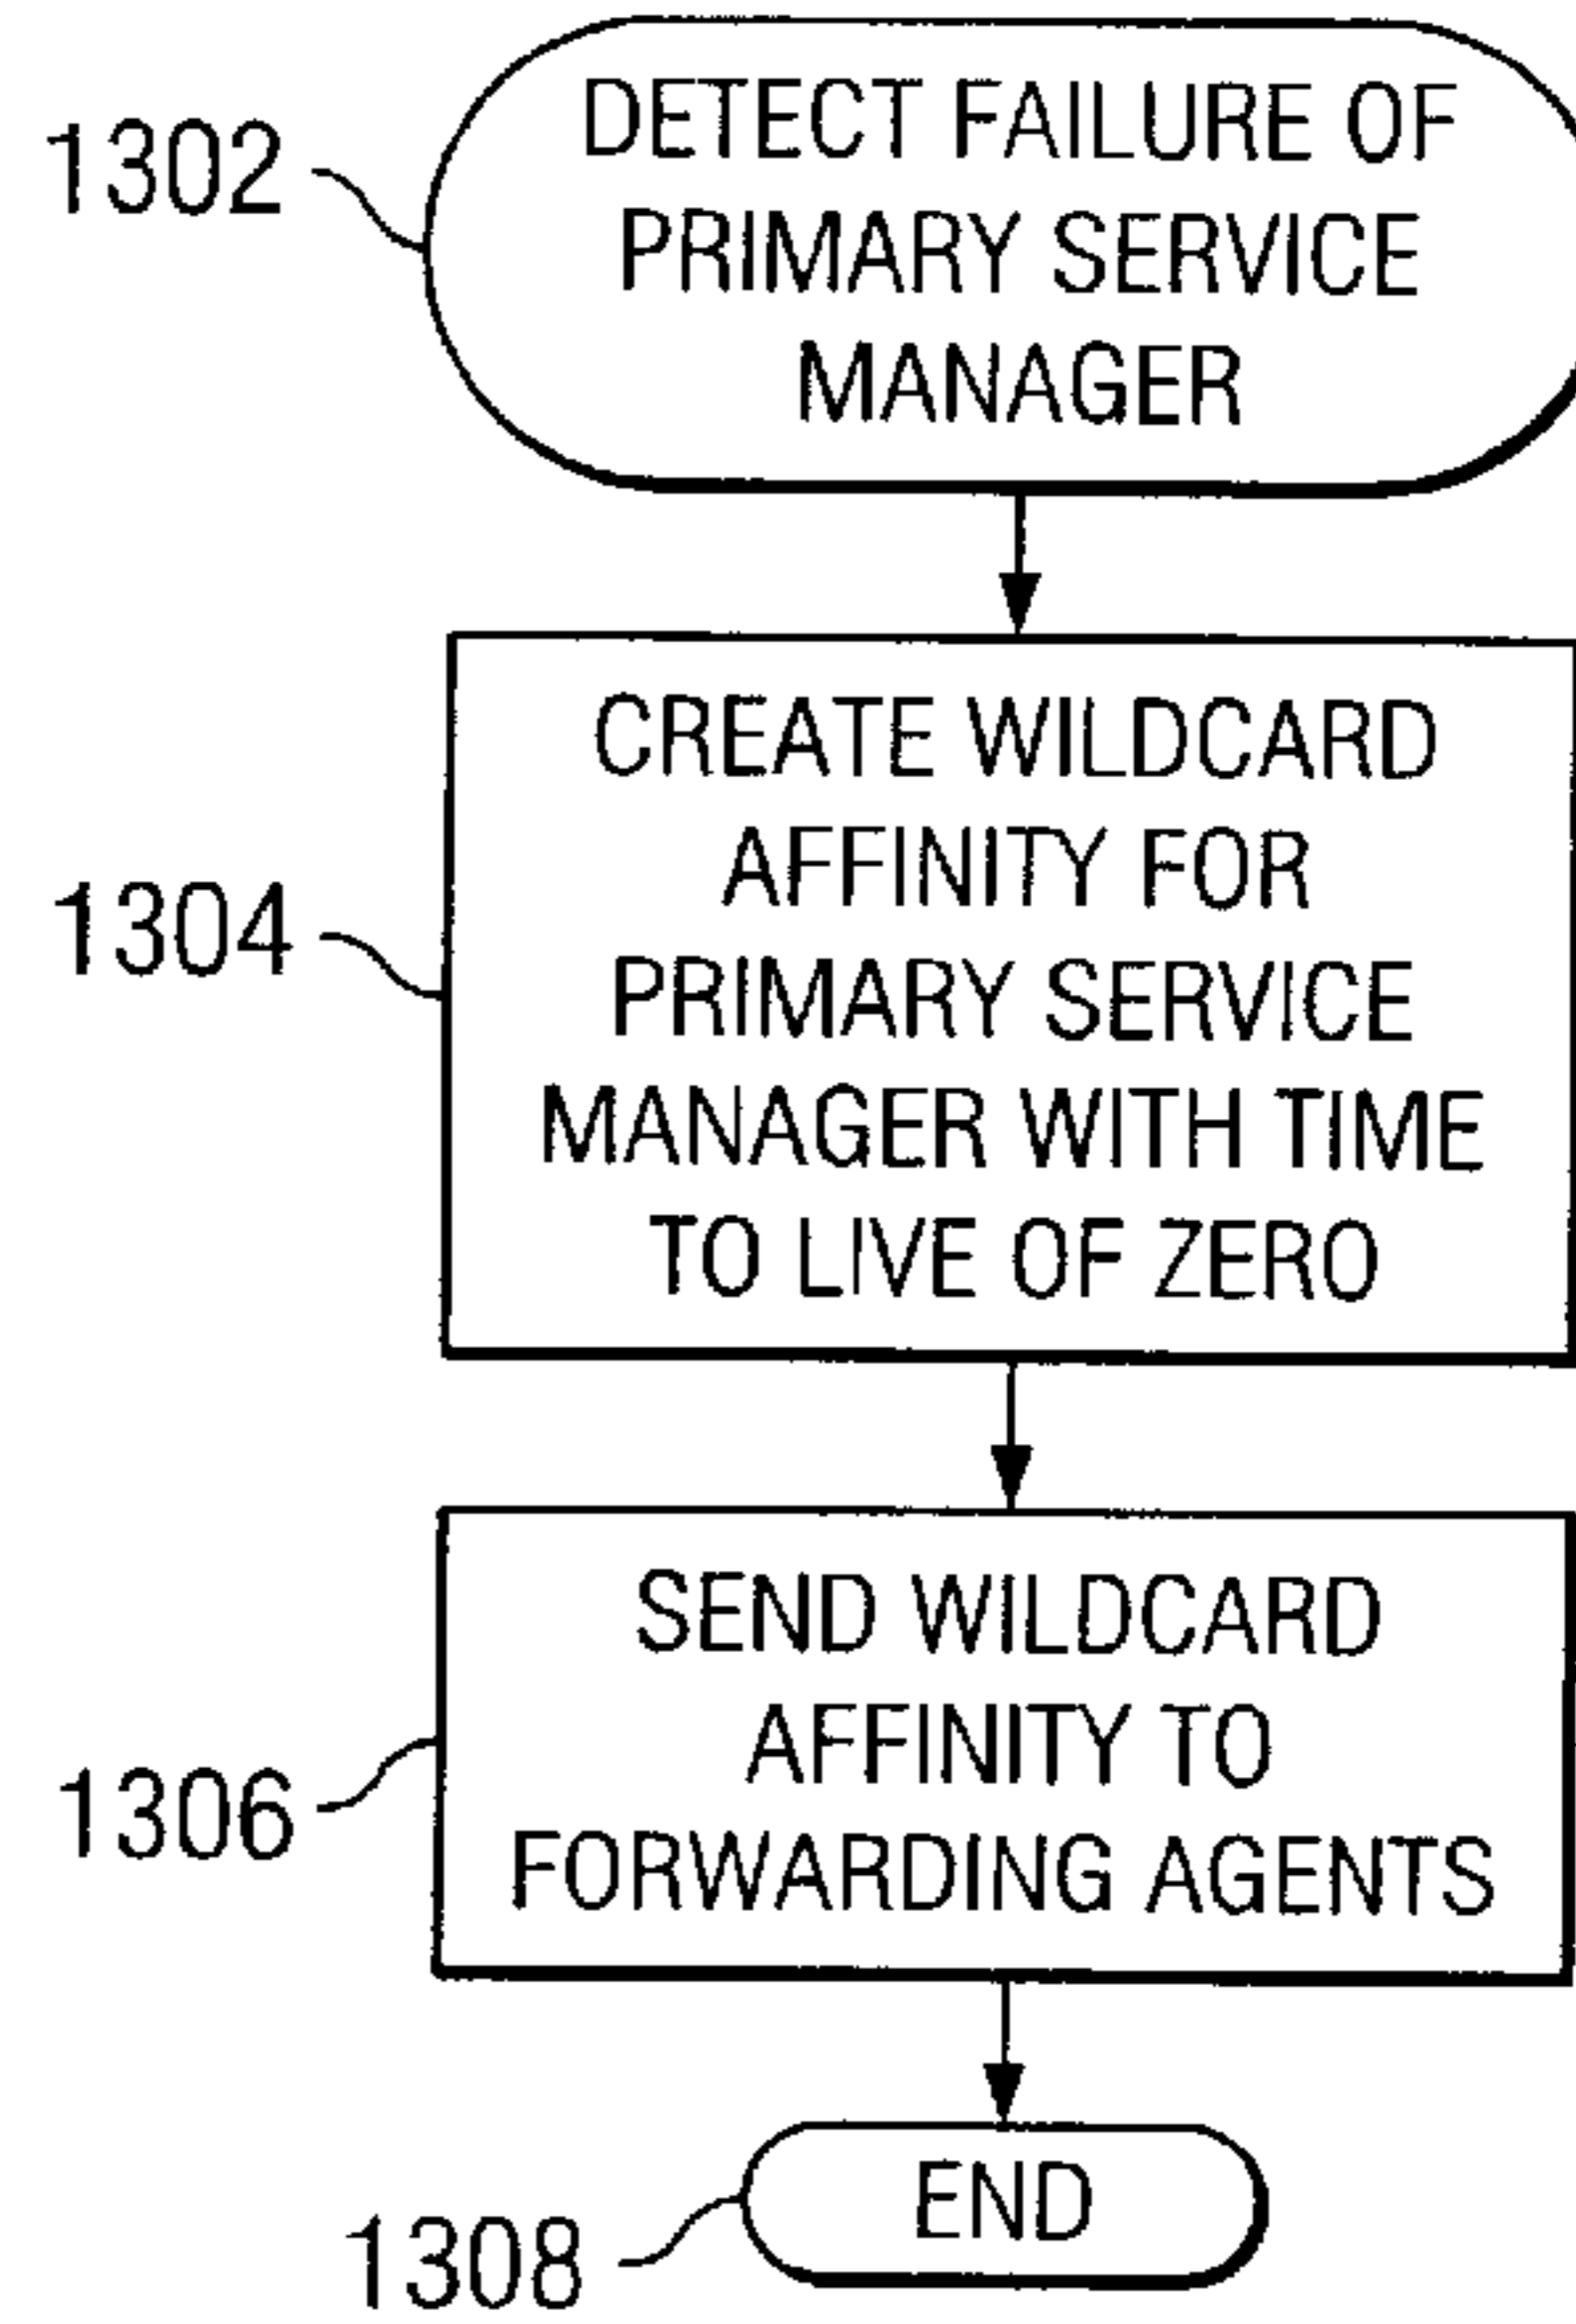 1302
DETECT FAILURE OF
PRIMARY SERVICE
MANAGER
1304
CREATE WILDCARD
AFFINITY FOR
PRIMARY SERVICE
MANAGER WITH TIME
TO LIVE OF ZERO
1306
SEND WILDCARD
AFFINITY TO
FORWARDING AGENTS
1308
END